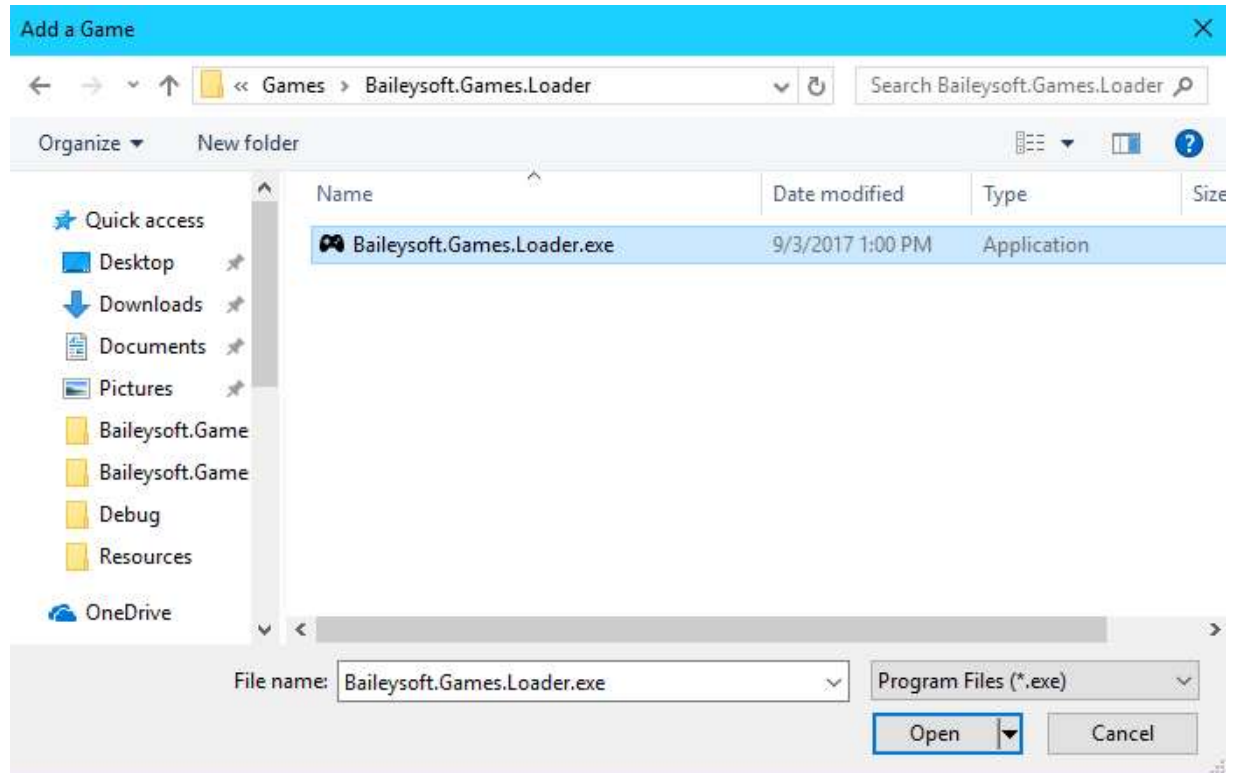 Add a Game
« Games > Baileysoft.Games.Loader
Search Baileysoft.Games.Loader
Organize New folder
Name Date modified Type Size
Quick access
Baileysoft.Games.Loader.exe 9/3/2017 1:00 PM Application
Desktop
Downloads
Documents
Pictures
Baileysoft.Game
Baileysoft.Game
Debug
Resources
OneDrive
File name: Baileysoft.Games.Loader.exe Program Files (*.exe)
Open Cancel